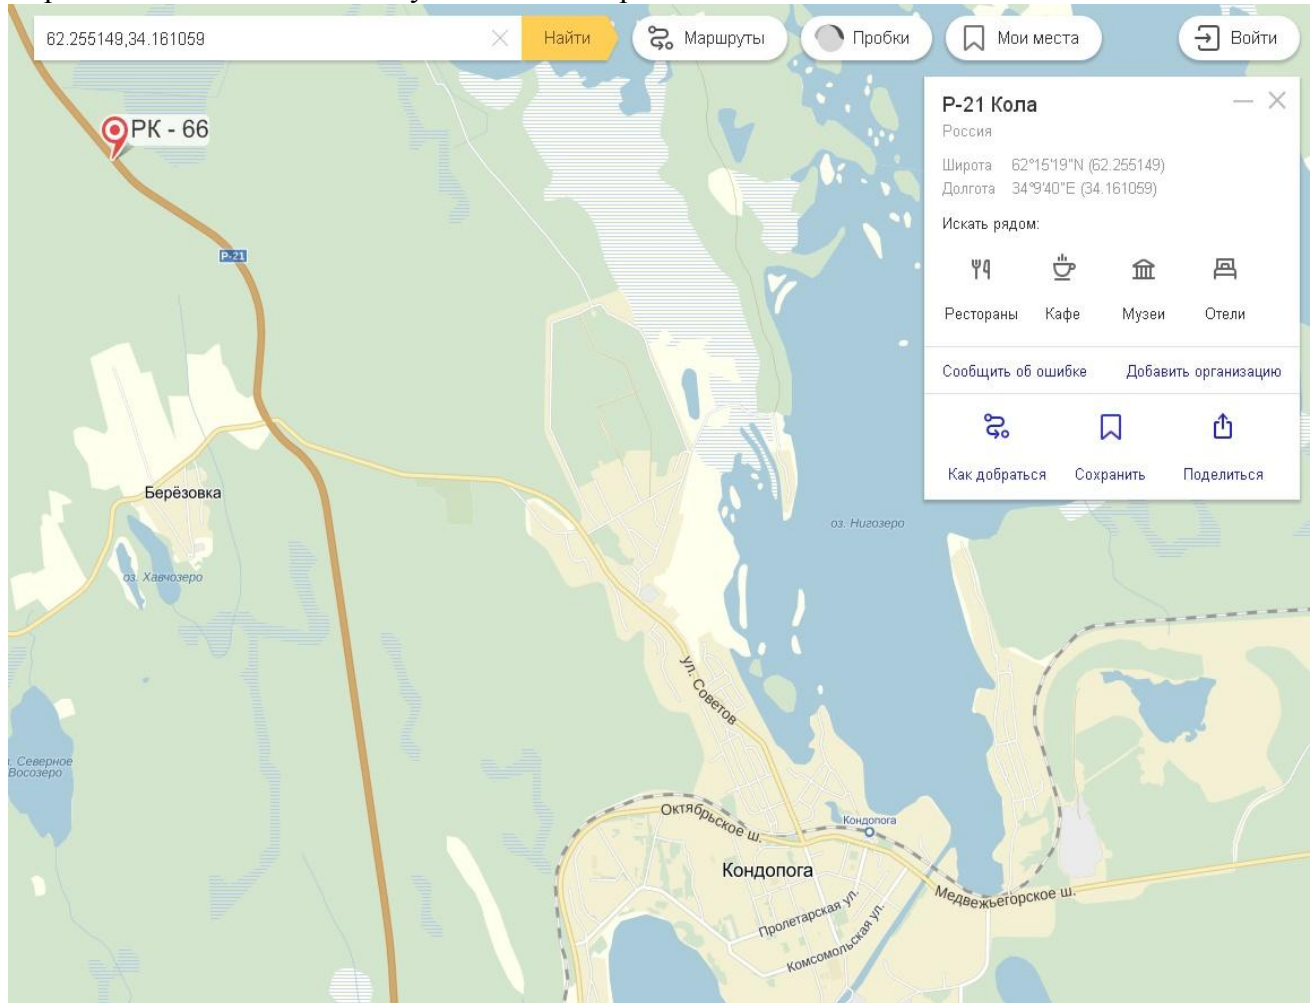 62.255149,34.161059
Найти
Маршруты
Пробки
Мои места
Войти
РК - 66
Р-21 Кола
Россия
Широта 62°15'19"N (62.255149)
Долгота 34°9'40"E (34.161059)
Искать рядом:
Рестораны Кафе Музеи Отели
Сообщить об ошибке Добавить организацию
Как добраться Сохранить Поделиться
Р-21
Берёзовка
оз. Хавчозеро
оз. Нигозеро
ул. Советов
Северное
Восозеро
Октябрьское ш.
Кондопога
Кондопога
Медвежьегорское ш.
Пролетарская ул.
Комсомольская ул.